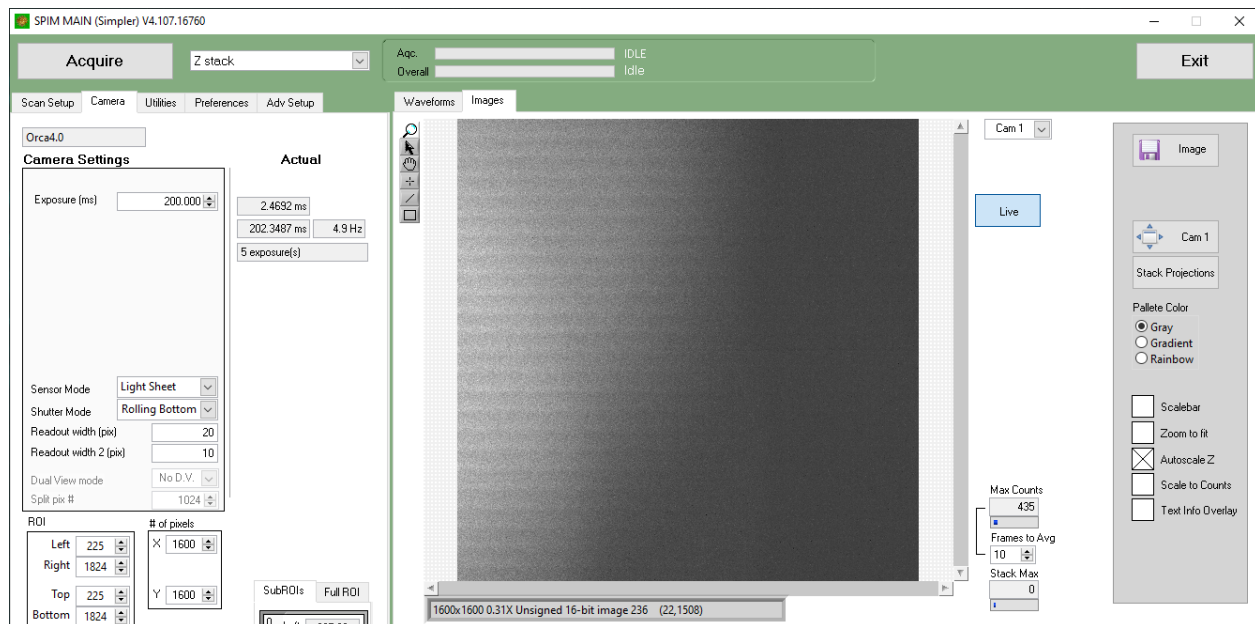 SPIM MAIN (Simpler) V4.107.16760
Acquire
Z stack
Aqc.
IDLE
Overall
Idle
Exit
Scan Setup
Camera
Utilities
Preferences
Adv Setup
Waveforms
Images
Orca4.0
Camera Settings
Actual
Exposure (ms)
200.000
2.4692 ms
202.3487 ms
4.9 Hz
5 exposure(s)
Sensor Mode
Light Sheet
Shutter Mode
Rolling Bottom
Readout width (pix)
20
Readout width 2 (pix)
10
Dual View mode
No D.V.
Split pix #
1024
ROI
Left 225
Right 1824
Top 225
Bottom 1824
# of pixels
X 1600
Y 1600
SubROIs
Full ROI
1600x1600 0.31X Unsigned 16-bit image 236 (22,1508)
Cam 1
Live
Max Counts
435
Frames to Avg
10
Stack Max
0
Image
Cam 1
Stack Projections
Pallete Color
Gray
Gradient
Rainbow
Scalebar
Zoom to fit
Autoscale Z
Scale to Counts
Text Info Overlay